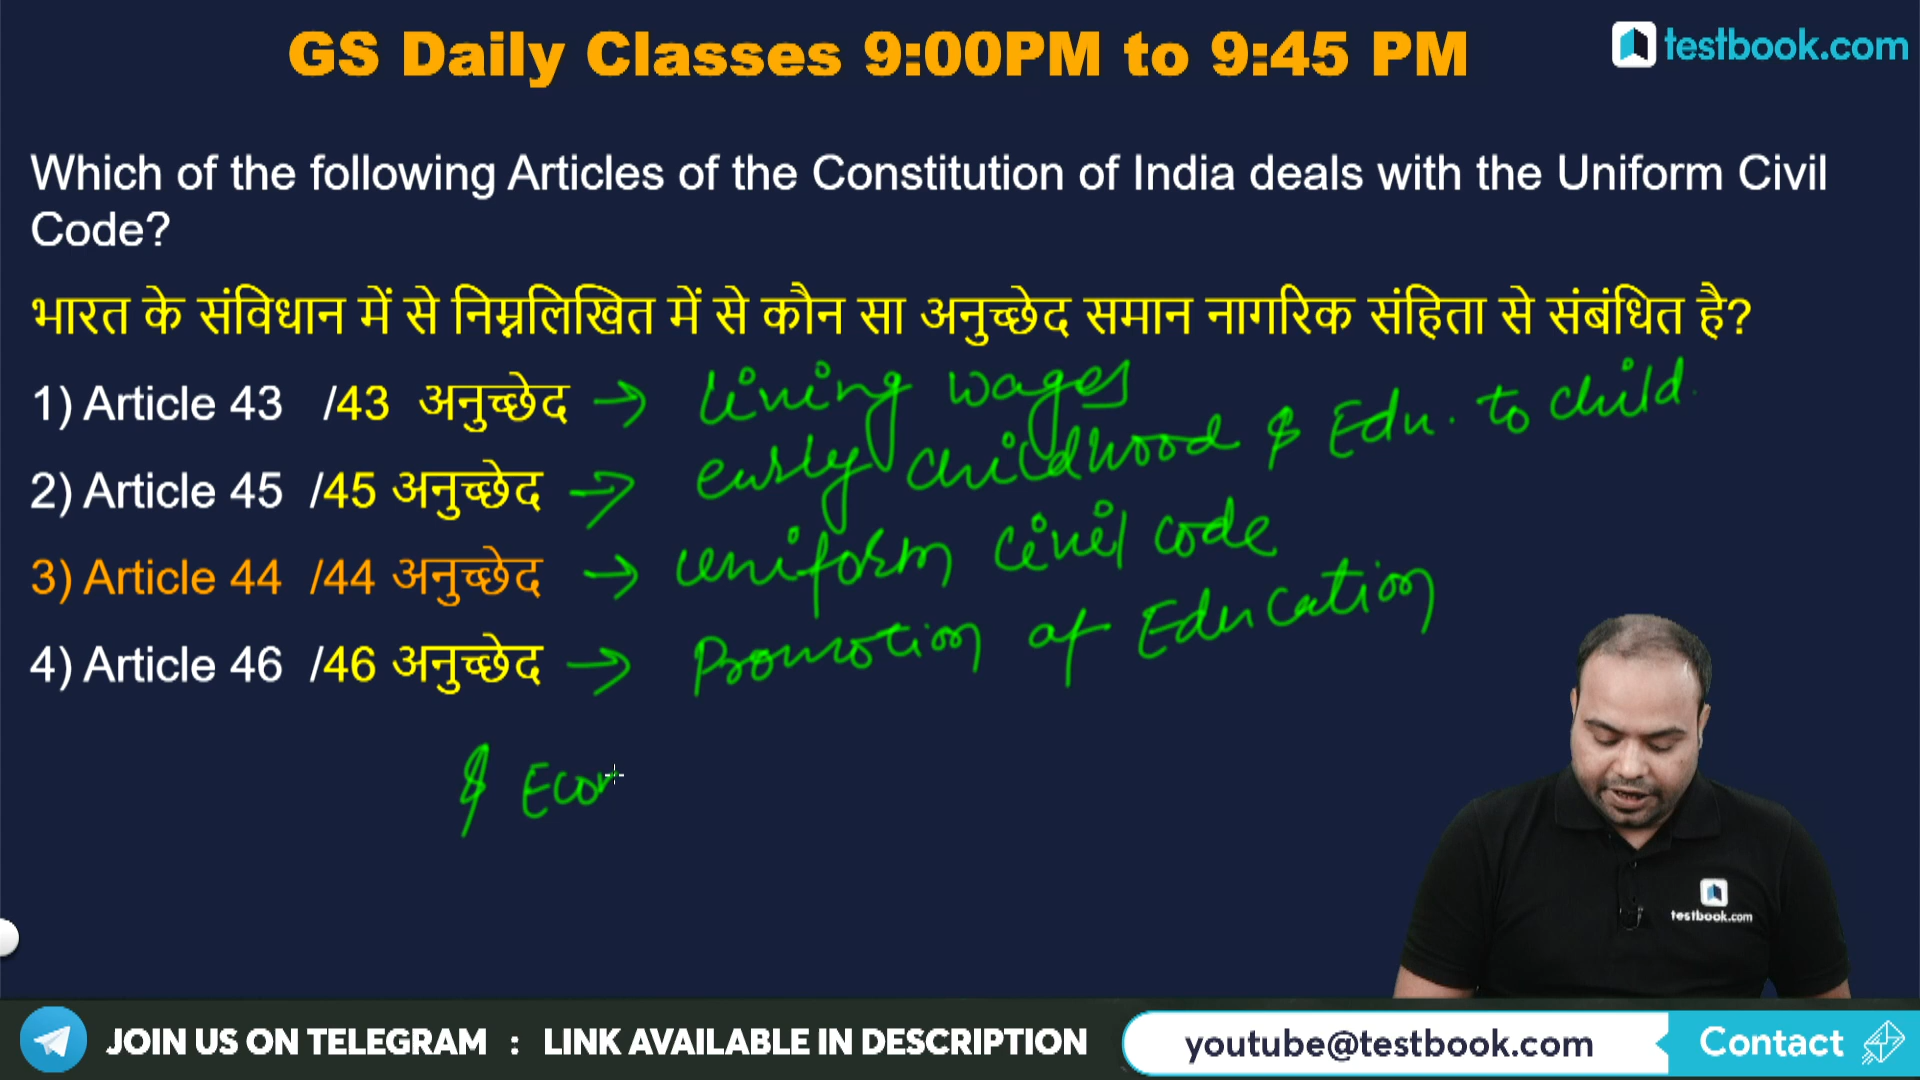 GS Daily Classes 9:00PM to 9:45 PM
testbook.com
Which of the following Articles of the Constitution of India deals with the Uniform Civil
Code?
भारत के संविधान में से निम्नलिखित में से कौन सा अनुच्छेद समान नागरिक संहिता से संबंधित है?
1) Article 43 /43 अनुच्छेद → living wages
2) Article 45 /45 अनुच्छेद → early childhood & Edu. to child.
3) Article 44 /44 अनुच्छेद → uniform civil code
4) Article 46 /46 अनुच्छेद → Promotion of Education
& Econ
testbook.com
JOIN US ON TELEGRAM : LINK AVAILABLE IN DESCRIPTION
youtube@testbook.com
Contact